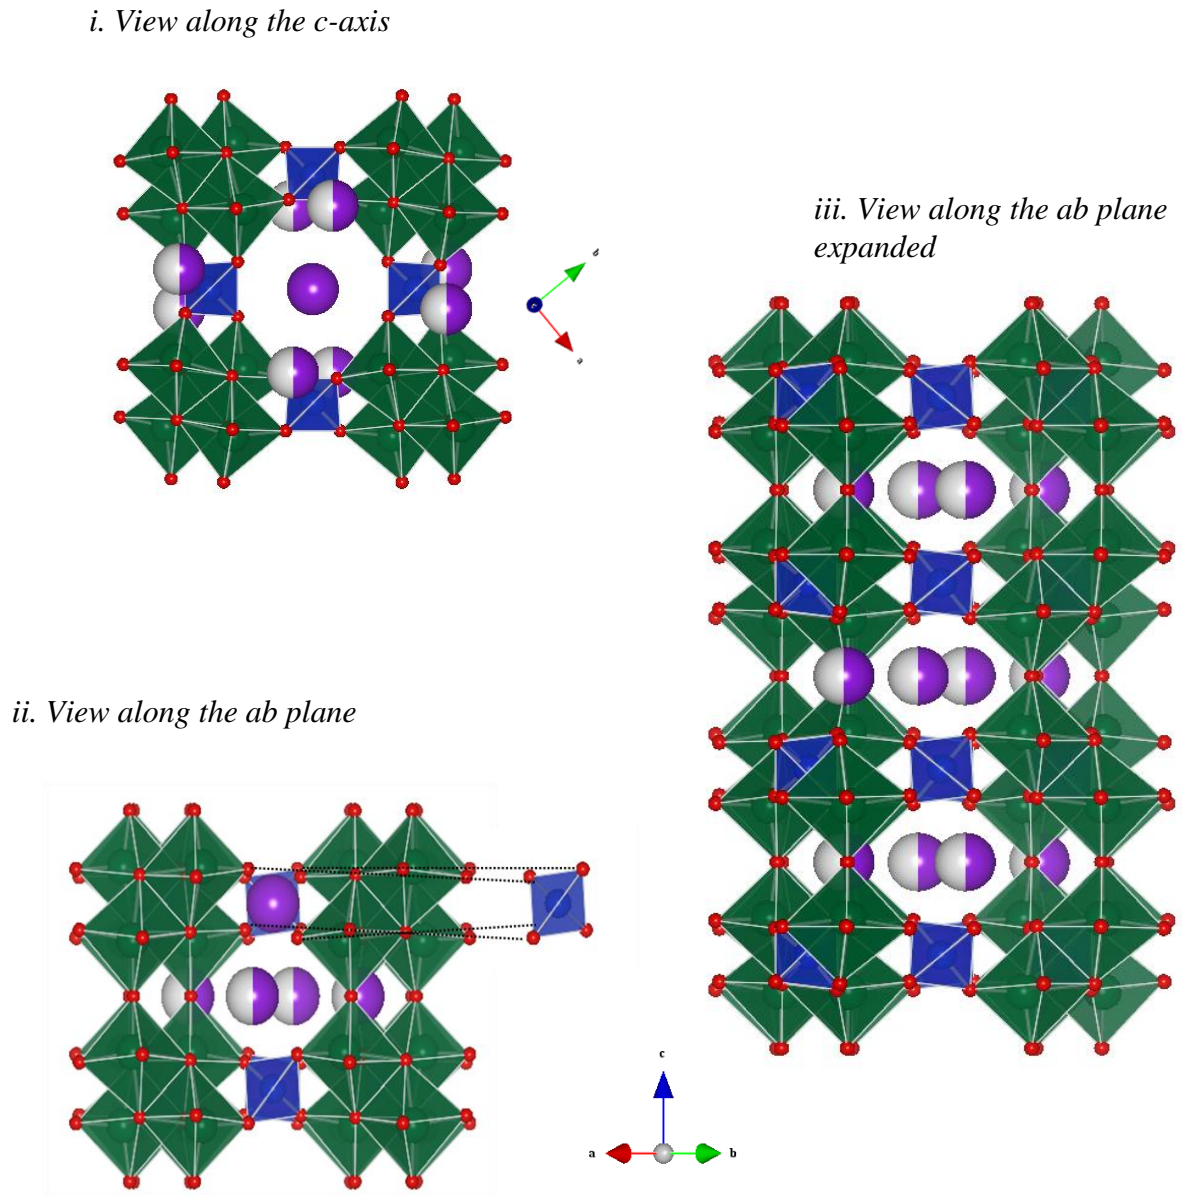 i. View along the c-axis
iii. View along the ab plane
expanded
ii. View along the ab plane
c
a
b